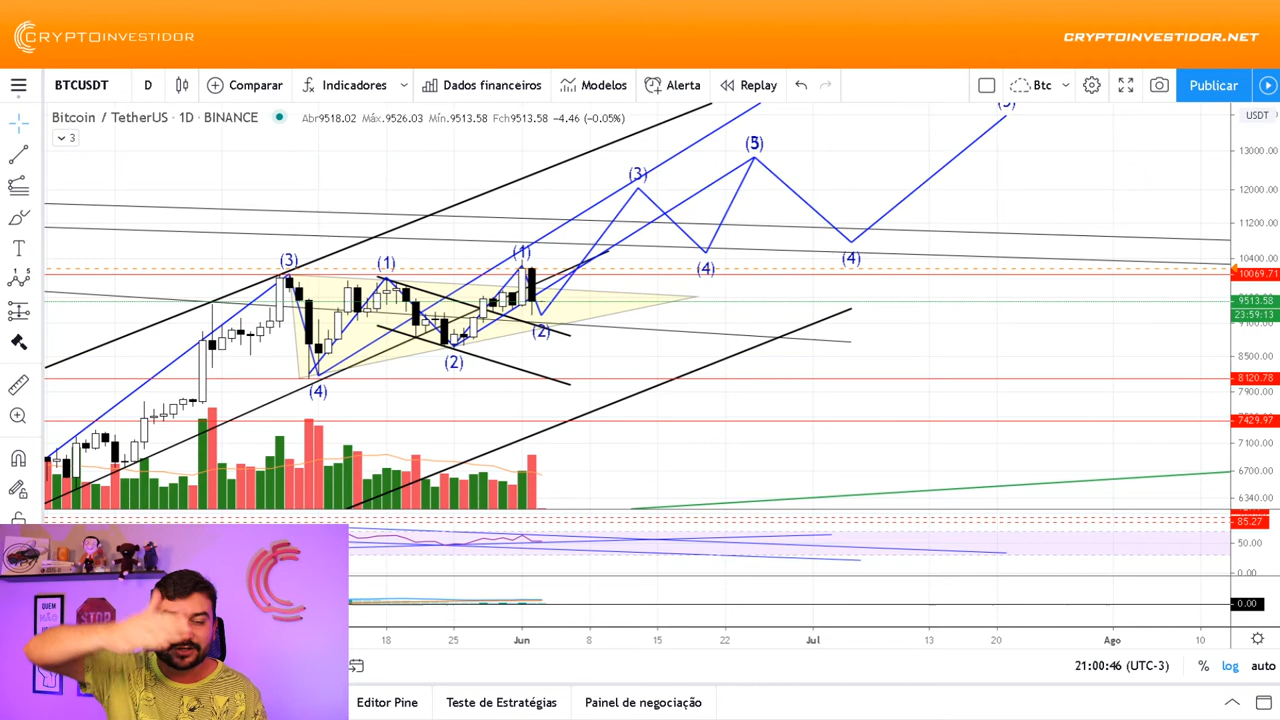 CRYPTOINVESTIDOR
CRYPTOINVESTIDOR.NET
BTCUSDT D Comparar Indicadores Dados financeiros Modelos Alerta Replay Btc Publicar
Bitcoin / TetherUS · 1D · BINANCE Abr9518.02 Máx.9526.03 Mín.9513.58 Fch9513.58 −4.46 (−0.05%)
USDT
3
(5)
13000.00
(3)
12000.00
11200.00
(1)
(3) (1) (4) (4)
10400.00
10069.71
9513.58
23:59:13
(2)
8500.00
(2)
8120.78
(4)
7900.00
7429.97
7100.00
6700.00
6340.00
85.27
50.00
0.00
0.00
QUEM
NÃO
STOP
18 25 Jun 8 15 22 Jul 13 20 Ago 10
21:00:46 (UTC-3) % log auto
Editor Pine Teste de Estratégias Painel de negociação